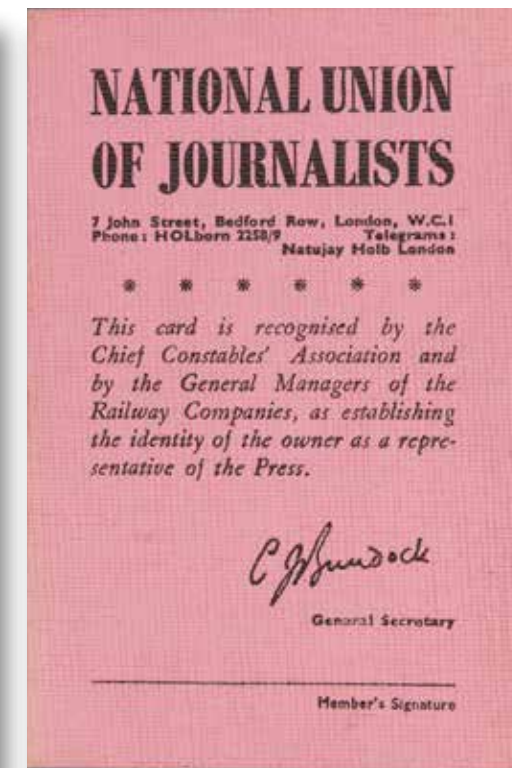 NATIONAL UNION
OF JOURNALISTS
7 John Street, Bedford Row, London, W.C.1
Phone: HOLborn 2258/9 Telegrams:
Natujay Holb London
* * * * * *
This card is recognised by the
Chief Constables' Association and
by the General Managers of the
Railway Companies, as establishing
the identity of the owner as a repre-
sentative of the Press.
General Secretary
Member's Signature